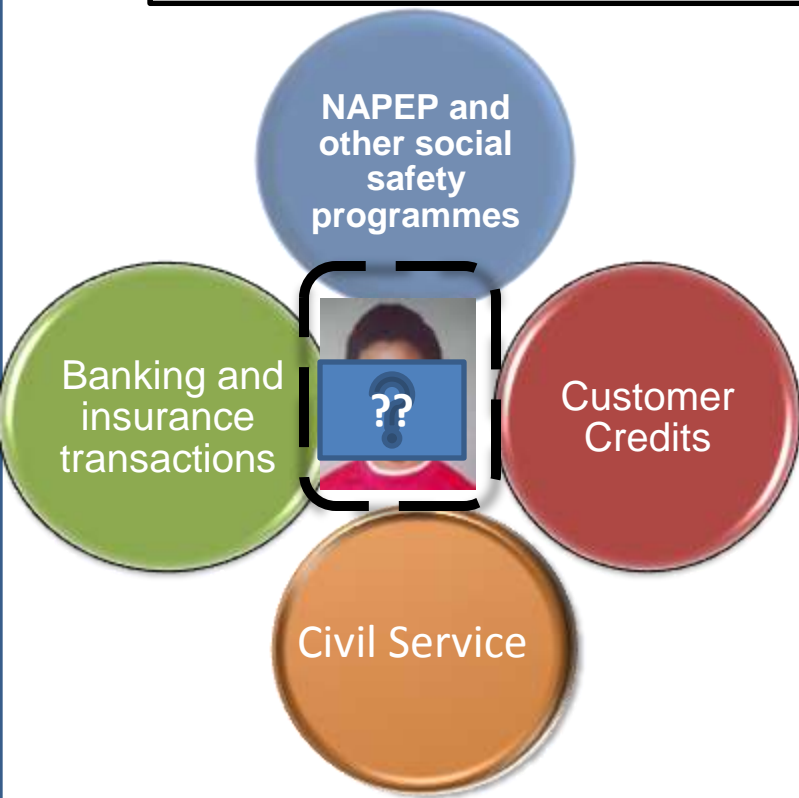 NAPEP and
other social
safety
programmes
Banking and
insurance
transactions
??
Customer
Credits
Civil Service